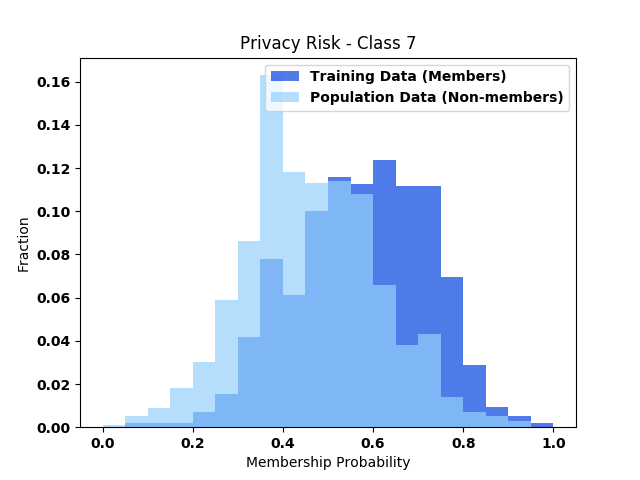 Privacy Risk - Class 7
Training Data (Members)
Population Data (Non-members)
0.16
0.14
0.12
0.10
0.08
0.06
0.04
0.02
0.00
Fraction
0.0 0.2 0.4 0.6 0.8 1.0
Membership Probability